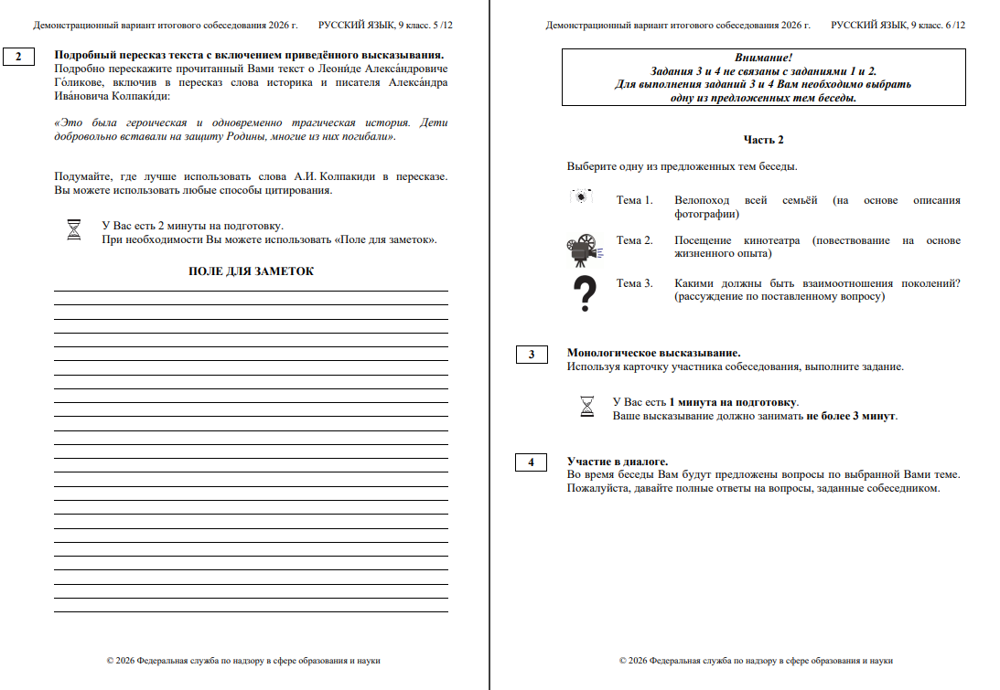 Демонстрационный вариант итогового собеседования 2026 г. РУССКИЙ ЯЗЫК, 9 класс. 5 /12
2
Подробный пересказ текста с включением приведённого высказывания.
Подробно перескажите прочитанный Вами текст о Леони́де Алекса́ндровиче
Го́ликове, включив в пересказ слова историка и писателя Алекса́ндра
Ива́новича Колпаки́ди:
«Это была героическая и одновременно трагическая история. Дети
добровольно вставали на защиту Родины, многие из них погибали».
Подумайте, где лучше использовать слова А.И. Колпакиди в пересказе.
Вы можете использовать любые способы цитирования.
У Вас есть 2 минуты на подготовку.
При необходимости Вы можете использовать «Поле для заметок».
ПОЛЕ ДЛЯ ЗАМЕТОК
© 2026 Федеральная служба по надзору в сфере образования и науки
Демонстрационный вариант итогового собеседования 2026 г. РУССКИЙ ЯЗЫК, 9 класс. 6 /12
Внимание!
Задания 3 и 4 не связаны с заданиями 1 и 2.
Для выполнения заданий 3 и 4 Вам необходимо выбрать
одну из предложенных тем беседы.
Часть 2
Выберите одну из предложенных тем беседы.
Тема 1. Велопоход всей семьёй (на основе описания
фотографии)
Тема 2. Посещение кинотеатра (повествование на основе
жизненного опыта)
Тема 3. Какими должны быть взаимоотношения поколений?
(рассуждение по поставленному вопросу)
3
Монологическое высказывание.
Используя карточку участника собеседования, выполните задание.
У Вас есть 1 минута на подготовку.
Ваше высказывание должно занимать не более 3 минут.
4
Участие в диалоге.
Во время беседы Вам будут предложены вопросы по выбранной Вами теме.
Пожалуйста, давайте полные ответы на вопросы, заданные собеседником.
© 2026 Федеральная служба по надзору в сфере образования и науки